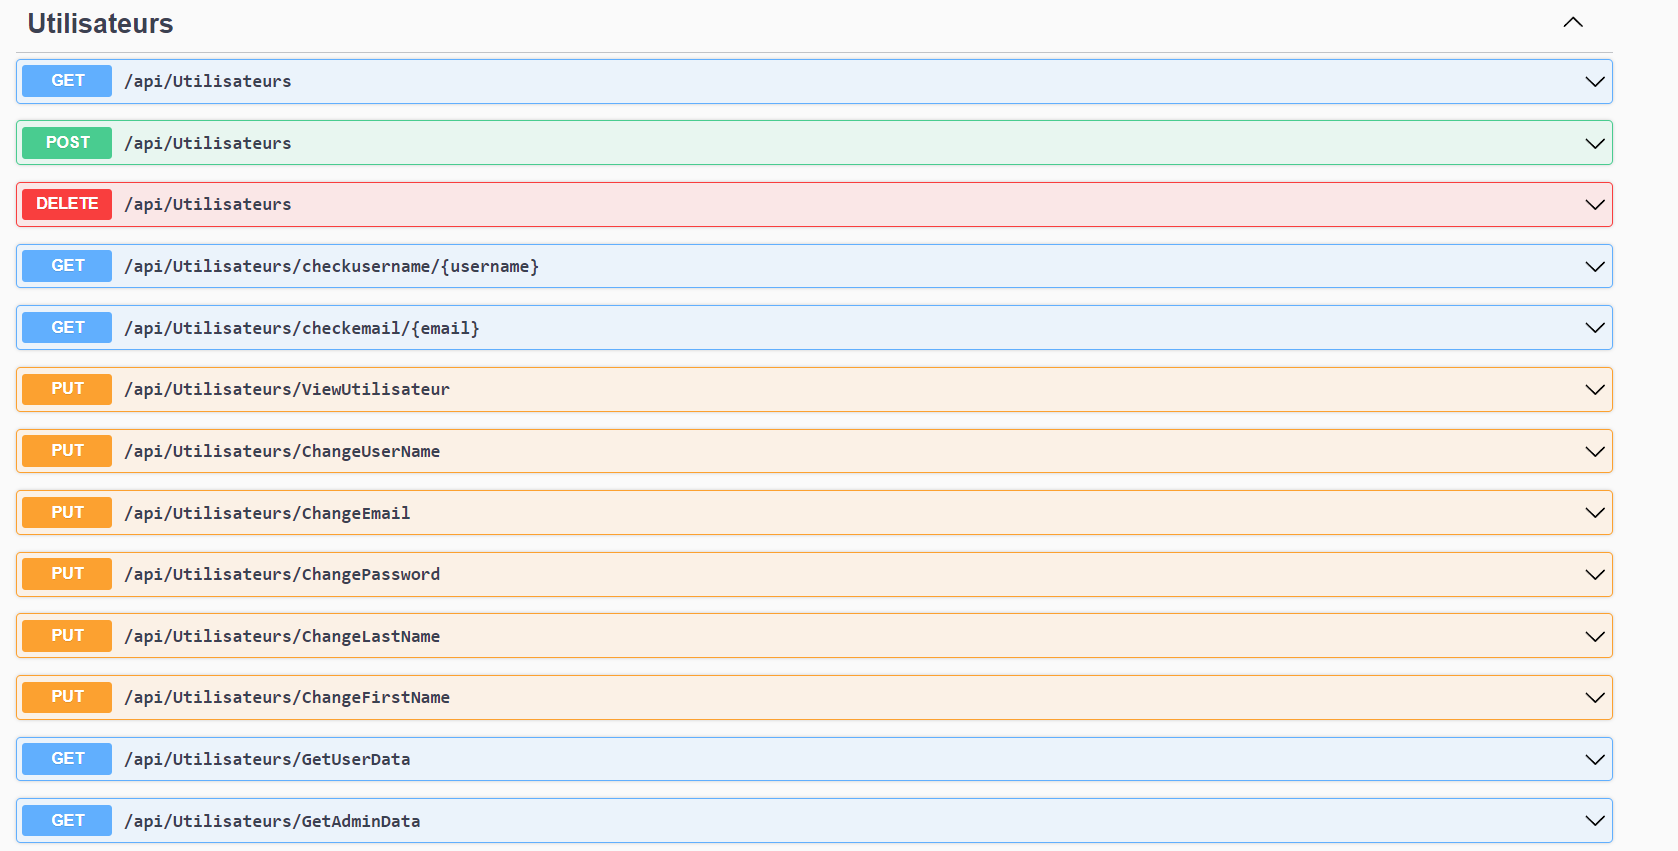 Utilisateurs
GET /api/Utilisateurs
POST /api/Utilisateurs
DELETE /api/Utilisateurs
GET /api/Utilisateurs/checkusername/{username}
GET /api/Utilisateurs/checkemail/{email}
PUT /api/Utilisateurs/ViewUtilisateur
PUT /api/Utilisateurs/ChangeUserName
PUT /api/Utilisateurs/ChangeEmail
PUT /api/Utilisateurs/ChangePassword
PUT /api/Utilisateurs/ChangeLastName
PUT /api/Utilisateurs/ChangeFirstName
GET /api/Utilisateurs/GetUserData
GET /api/Utilisateurs/GetAdminData